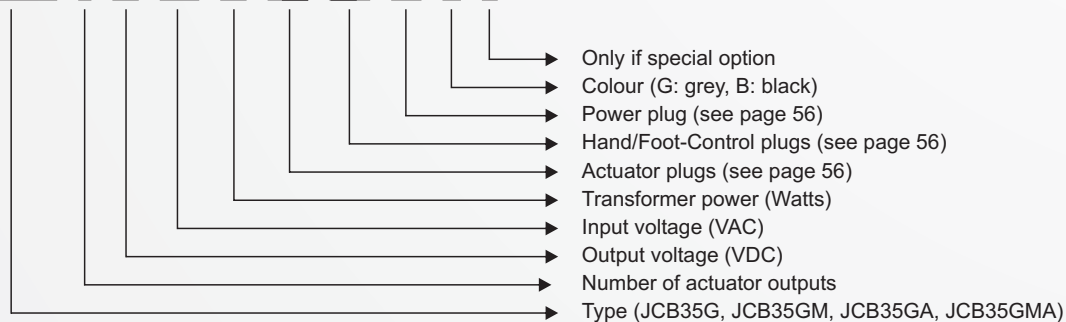 Only if special option
Colour (G: grey, B: black)
Power plug (see page 56)
Hand/Foot-Control plugs (see page 56)
Actuator plugs (see page 56)
Transformer power (Watts)
Input voltage (VAC)
Output voltage (VDC)
Number of actuator outputs
Type (JCB35G, JCB35GM, JCB35GA, JCB35GMA)